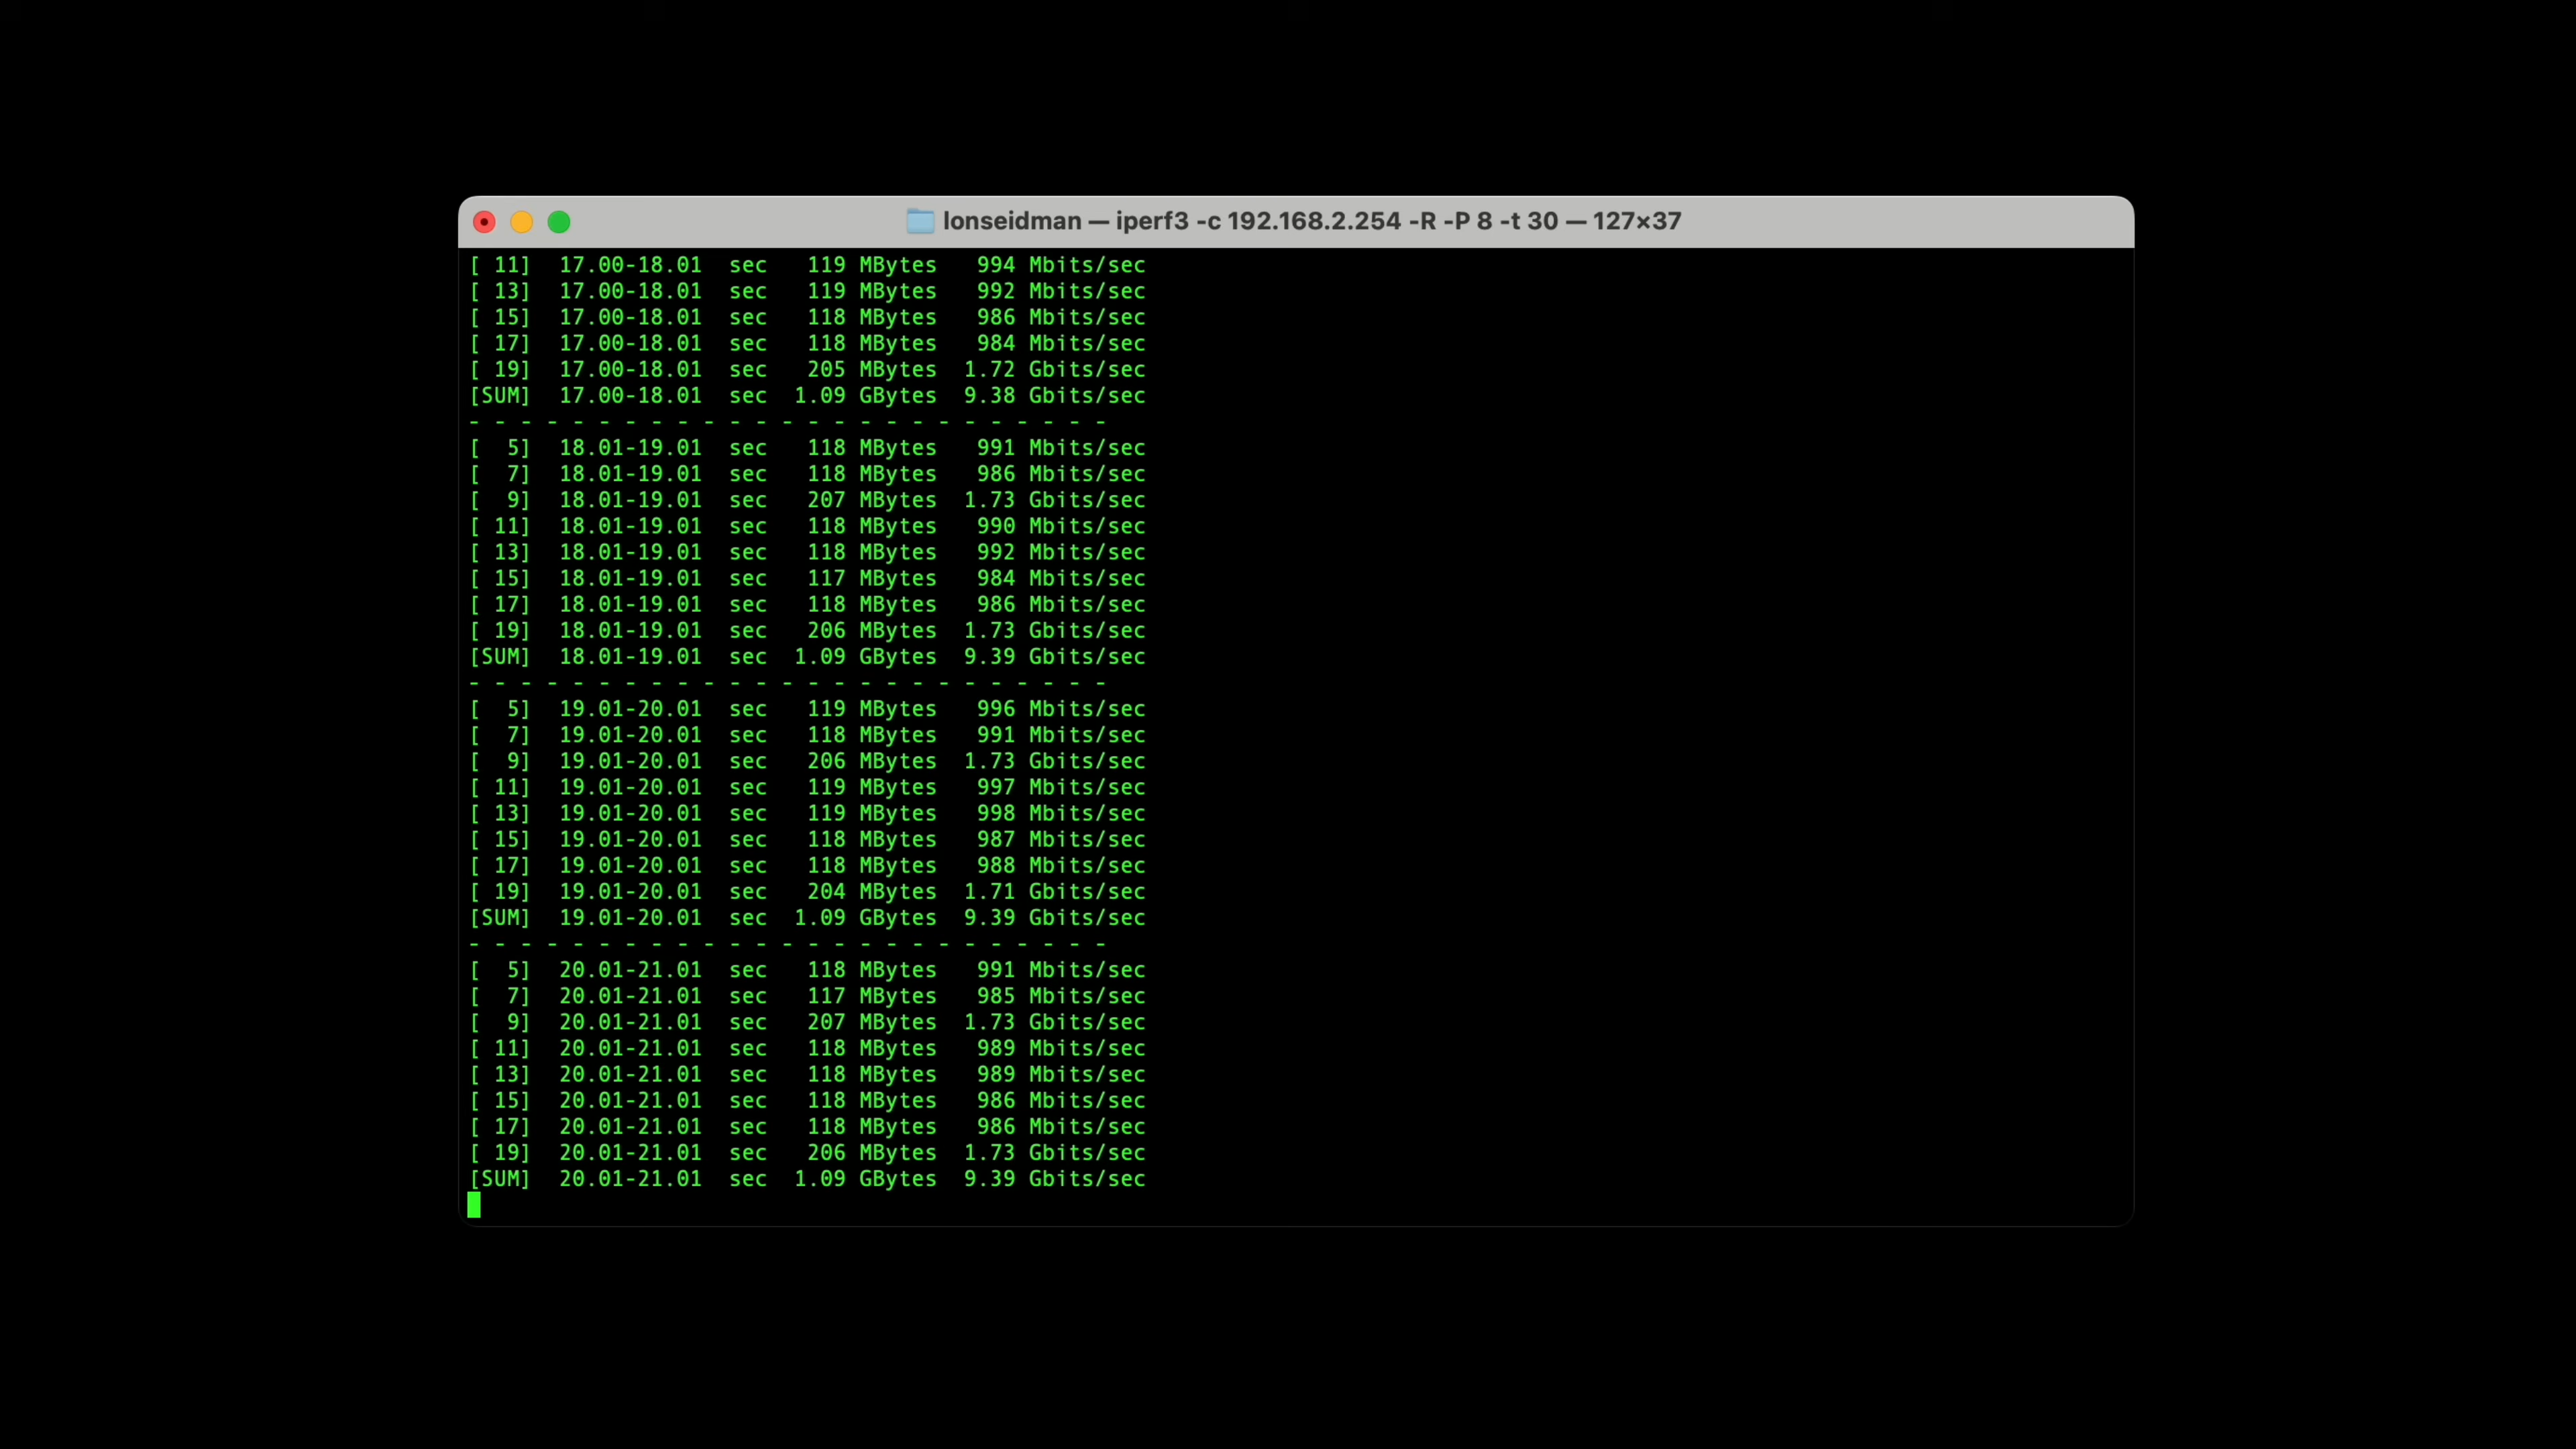 lonseidman — iperf3 -c 192.168.2.254 -R -P 8 -t 30 — 127×37
[ 11]  17.00-18.01  sec   119 MBytes   994 Mbits/sec
[ 13]  17.00-18.01  sec   119 MBytes   992 Mbits/sec
[ 15]  17.00-18.01  sec   118 MBytes   986 Mbits/sec
[ 17]  17.00-18.01  sec   118 MBytes   984 Mbits/sec
[ 19]  17.00-18.01  sec   205 MBytes  1.72 Gbits/sec
[SUM]  17.00-18.01  sec  1.09 GBytes  9.38 Gbits/sec
- - - - - - - - - - - - - - - - - - - - - - - - -
[  5]  18.01-19.01  sec   118 MBytes   991 Mbits/sec
[  7]  18.01-19.01  sec   118 MBytes   986 Mbits/sec
[  9]  18.01-19.01  sec   207 MBytes  1.73 Gbits/sec
[ 11]  18.01-19.01  sec   118 MBytes   990 Mbits/sec
[ 13]  18.01-19.01  sec   118 MBytes   992 Mbits/sec
[ 15]  18.01-19.01  sec   117 MBytes   984 Mbits/sec
[ 17]  18.01-19.01  sec   118 MBytes   986 Mbits/sec
[ 19]  18.01-19.01  sec   206 MBytes  1.73 Gbits/sec
[SUM]  18.01-19.01  sec  1.09 GBytes  9.39 Gbits/sec
- - - - - - - - - - - - - - - - - - - - - - - - -
[  5]  19.01-20.01  sec   119 MBytes   996 Mbits/sec
[  7]  19.01-20.01  sec   118 MBytes   991 Mbits/sec
[  9]  19.01-20.01  sec   206 MBytes  1.73 Gbits/sec
[ 11]  19.01-20.01  sec   119 MBytes   997 Mbits/sec
[ 13]  19.01-20.01  sec   119 MBytes   998 Mbits/sec
[ 15]  19.01-20.01  sec   118 MBytes   987 Mbits/sec
[ 17]  19.01-20.01  sec   118 MBytes   988 Mbits/sec
[ 19]  19.01-20.01  sec   204 MBytes  1.71 Gbits/sec
[SUM]  19.01-20.01  sec  1.09 GBytes  9.39 Gbits/sec
- - - - - - - - - - - - - - - - - - - - - - - - -
[  5]  20.01-21.01  sec   118 MBytes   991 Mbits/sec
[  7]  20.01-21.01  sec   117 MBytes   985 Mbits/sec
[  9]  20.01-21.01  sec   207 MBytes  1.73 Gbits/sec
[ 11]  20.01-21.01  sec   118 MBytes   989 Mbits/sec
[ 13]  20.01-21.01  sec   118 MBytes   989 Mbits/sec
[ 15]  20.01-21.01  sec   118 MBytes   986 Mbits/sec
[ 17]  20.01-21.01  sec   118 MBytes   986 Mbits/sec
[ 19]  20.01-21.01  sec   206 MBytes  1.73 Gbits/sec
[SUM]  20.01-21.01  sec  1.09 GBytes  9.39 Gbits/sec